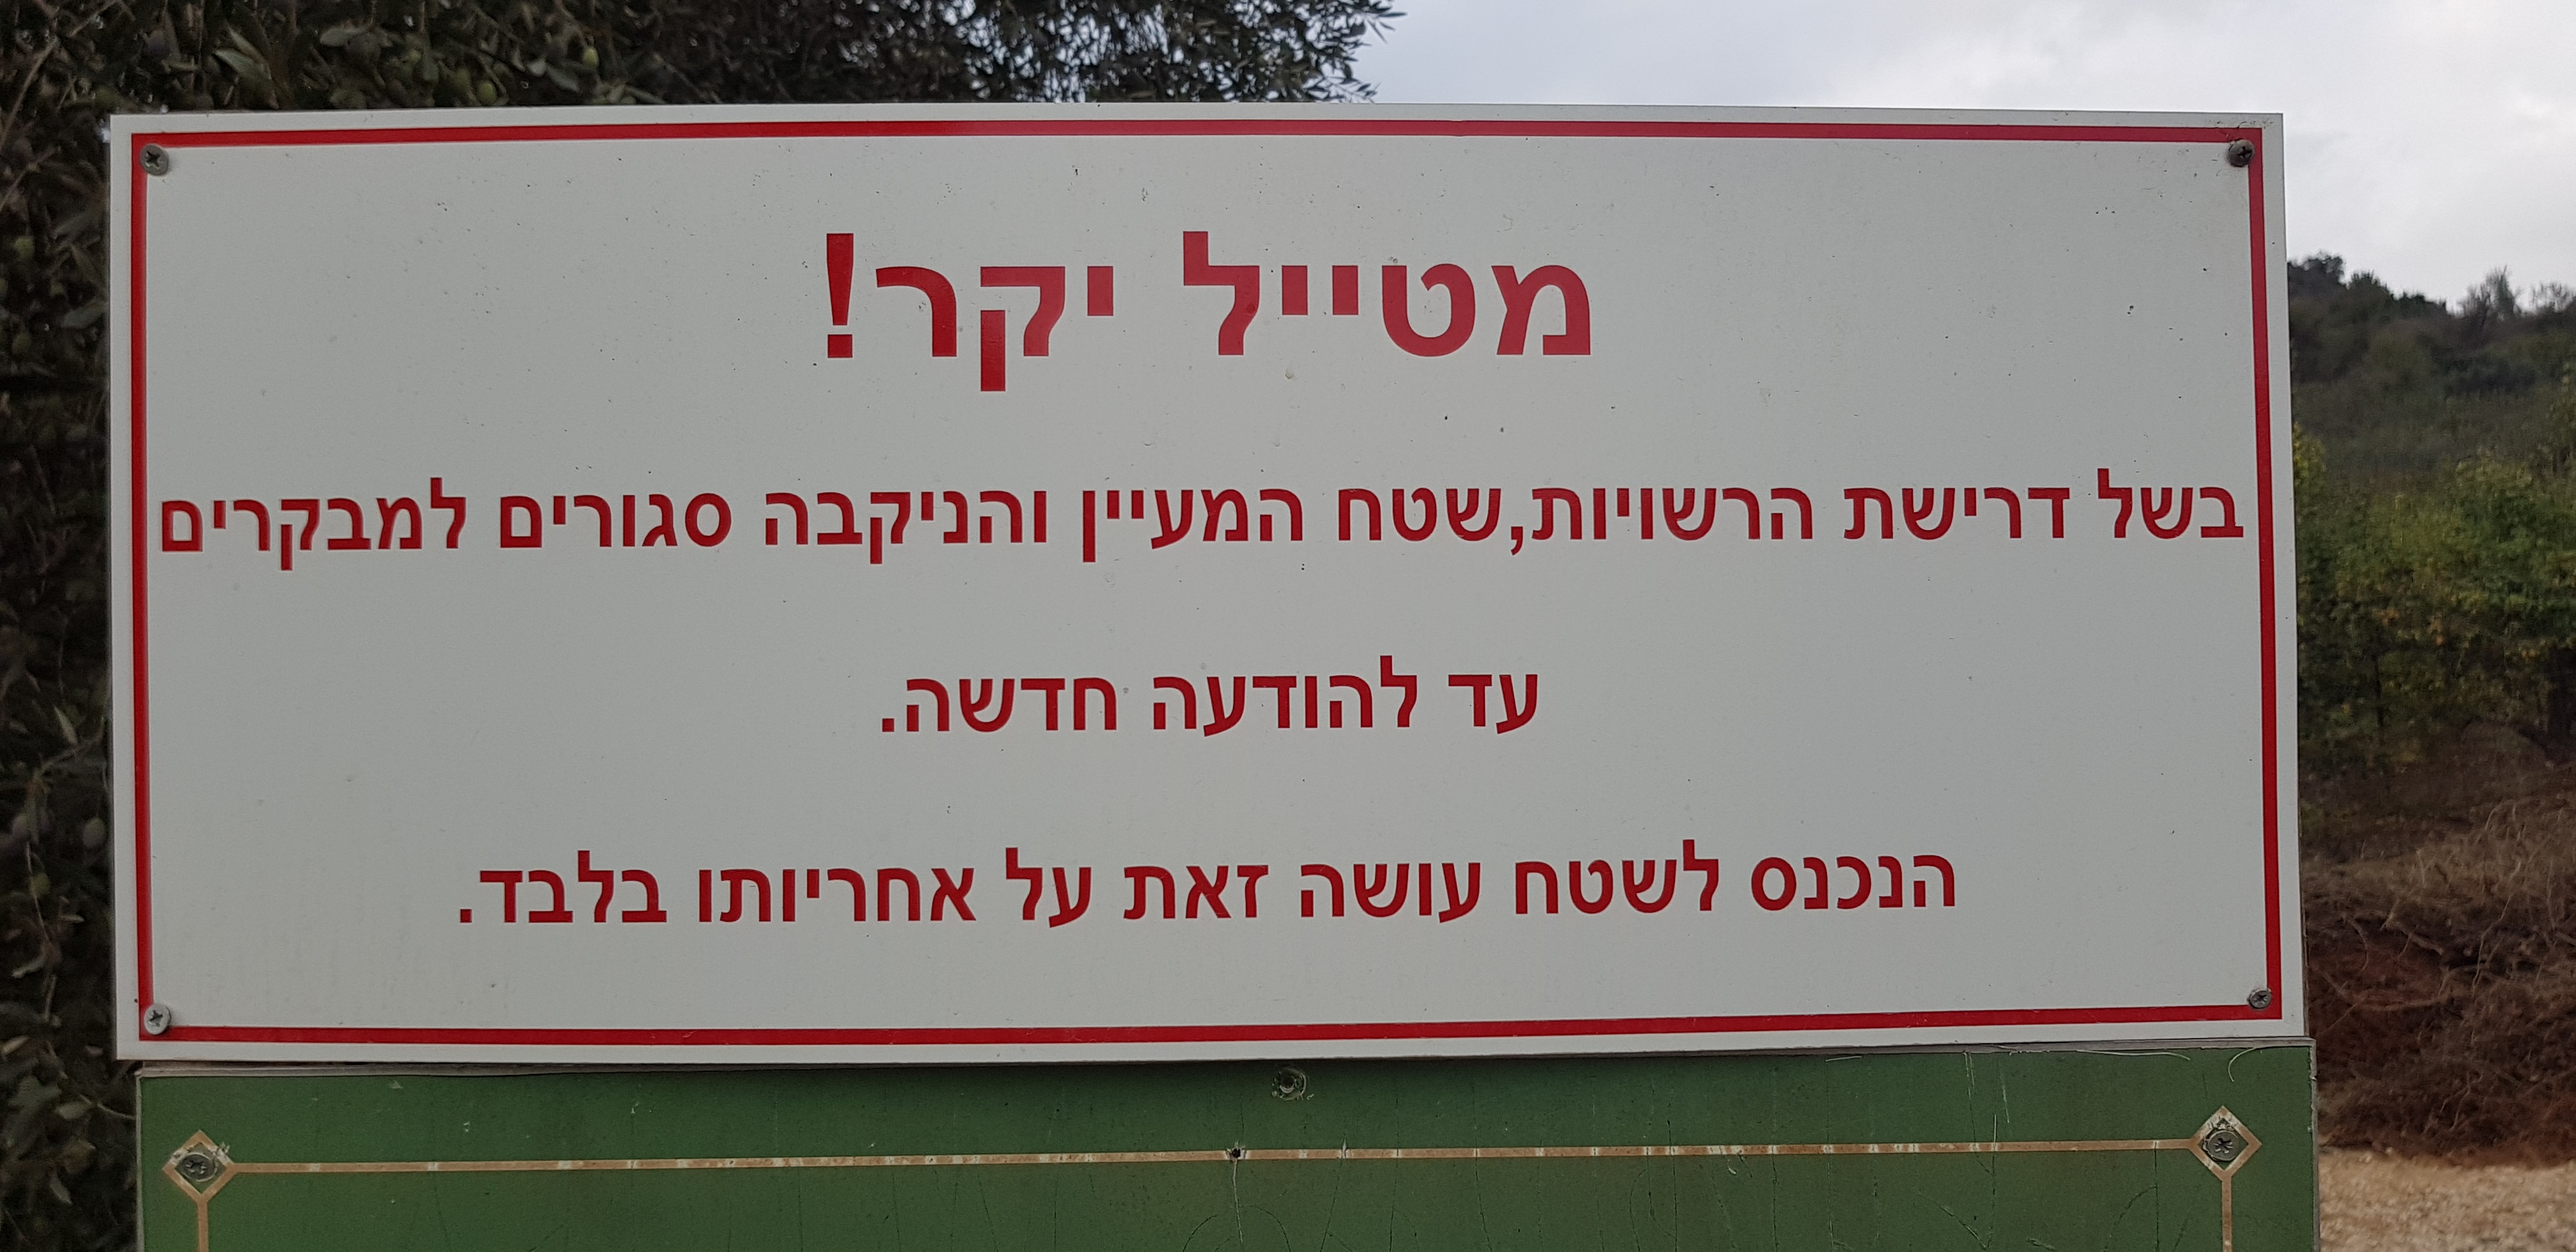 מטייל יקר!
בשל דרישת הרשויות,שטח המעיין והניקבה סגורים למבקרים
עד להודעה חדשה.
הנכנס לשטח עושה זאת על אחריותו בלבד.